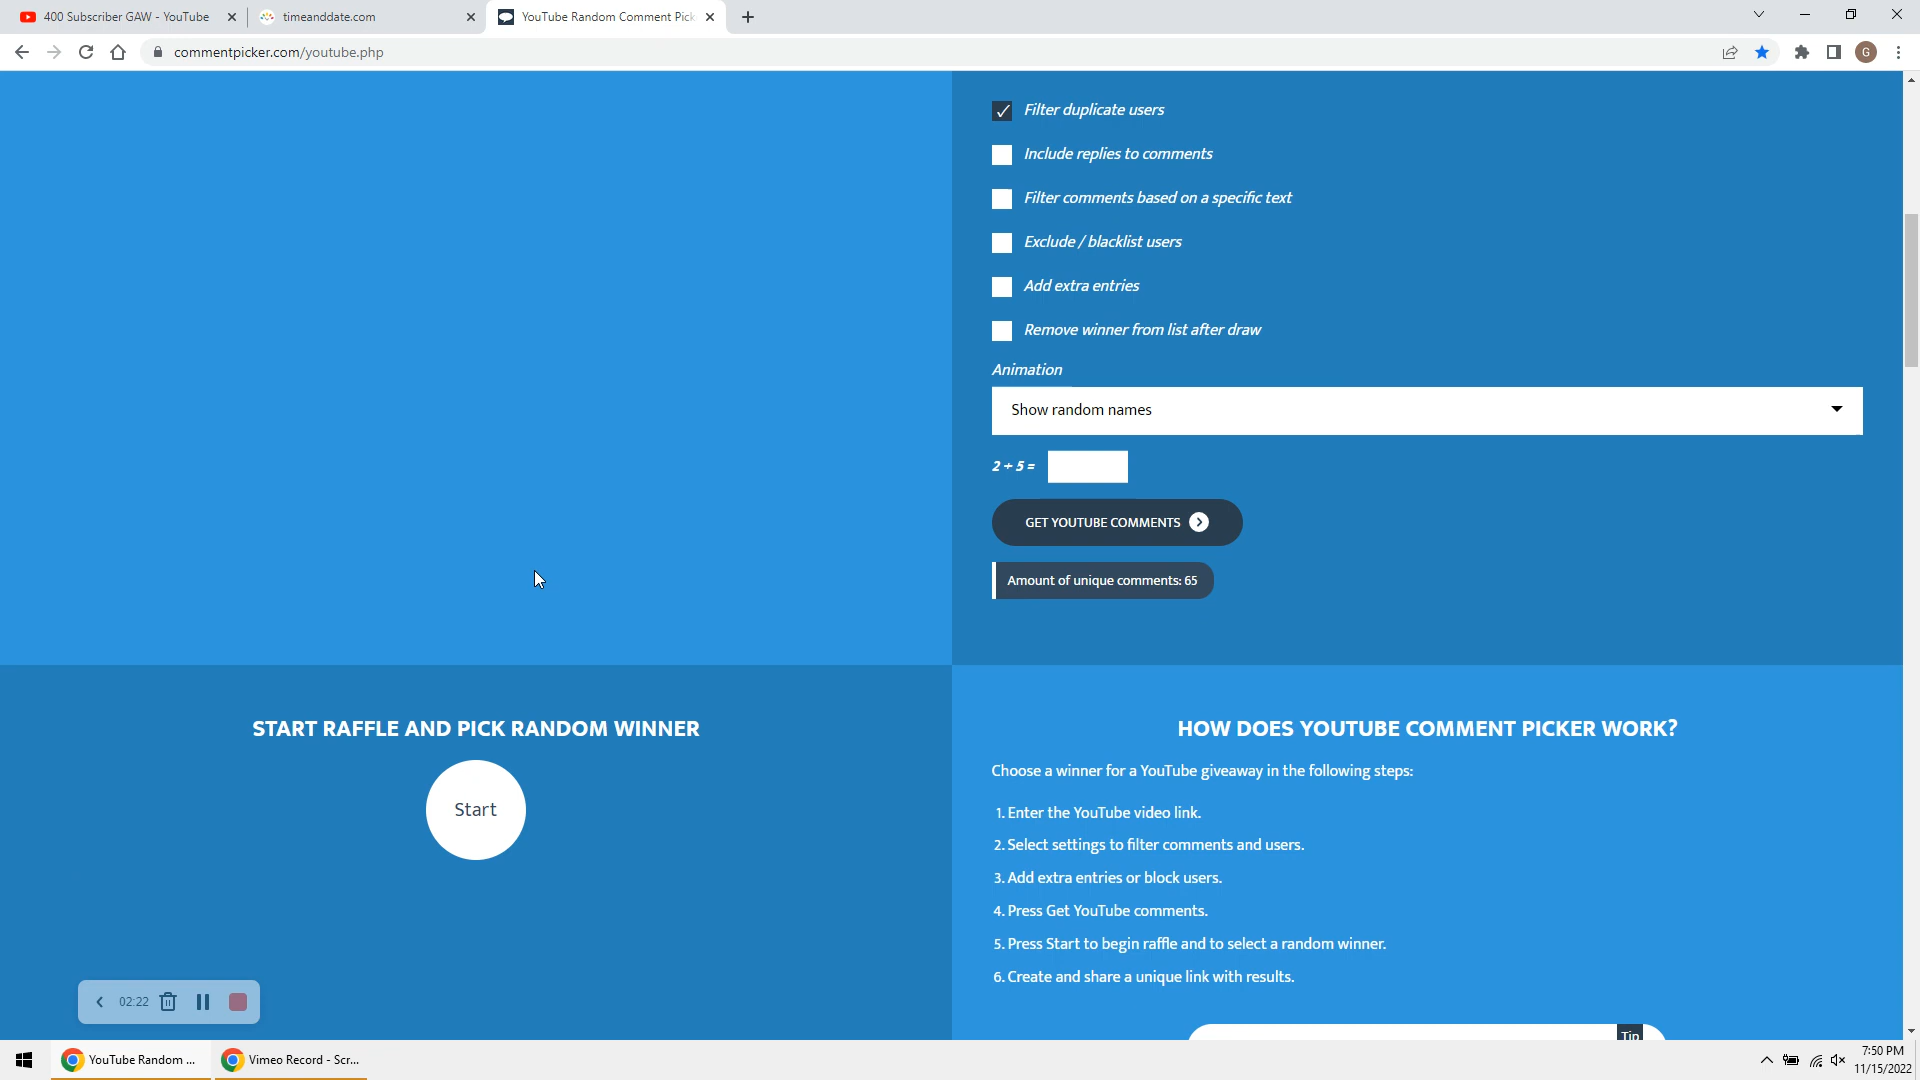 400 Subscriber GAW - YouTube
timeanddate.com
YouTube Random Comment Pick
commentpicker.com/youtube.php
G
Filter duplicate users
Include replies to comments
Filter comments based on a specific text
Exclude / blacklist users
Add extra entries
Remove winner from list after draw
Animation
Show random names
2 + 5 =
GET YOUTUBE COMMENTS
Amount of unique comments: 65
START RAFFLE AND PICK RANDOM WINNER
Start
HOW DOES YOUTUBE COMMENT PICKER WORK?
Choose a winner for a YouTube giveaway in the following steps:
1. Enter the YouTube video link.
2. Select settings to filter comments and users.
3. Add extra entries or block users.
4. Press Get YouTube comments.
5. Press Start to begin raffle and to select a random winner.
6. Create and share a unique link with results.
Tip
02:22
YouTube Random ...
Vimeo Record - Scr...
7:50 PM
11/15/2022